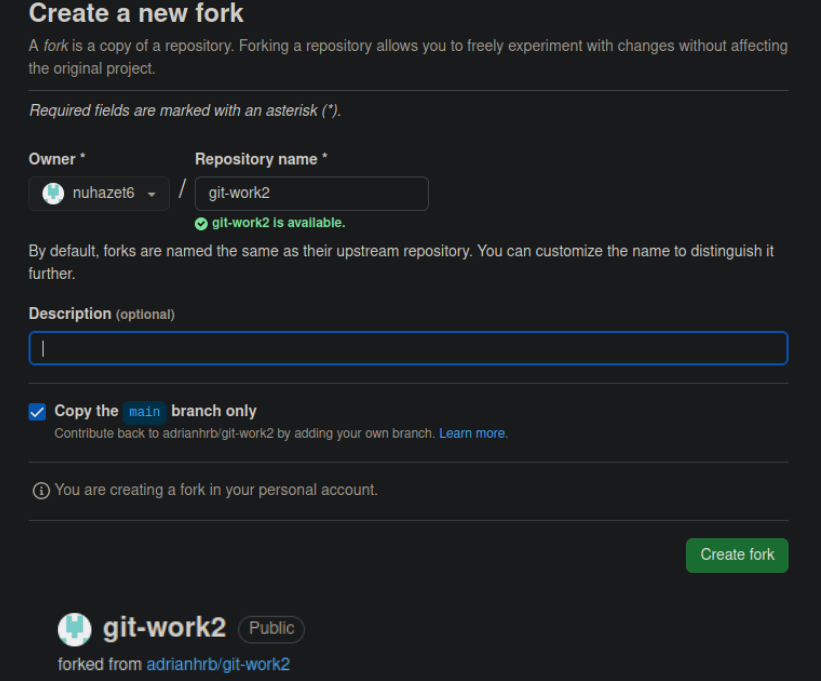 Create a new fork
A fork is a copy of a repository. Forking a repository allows you to freely experiment with changes without affecting
the original project.
Required fields are marked with an asterisk (*).
Owner * Repository name *
nuhazet6 / git-work2
git-work2 is available.
By default, forks are named the same as their upstream repository. You can customize the name to distinguish it
further.
Description (optional)
Copy the main branch only
Contribute back to adrianhrb/git-work2 by adding your own branch. Learn more.
You are creating a fork in your personal account.
Create fork
git-work2 Public
forked from adrianhrb/git-work2